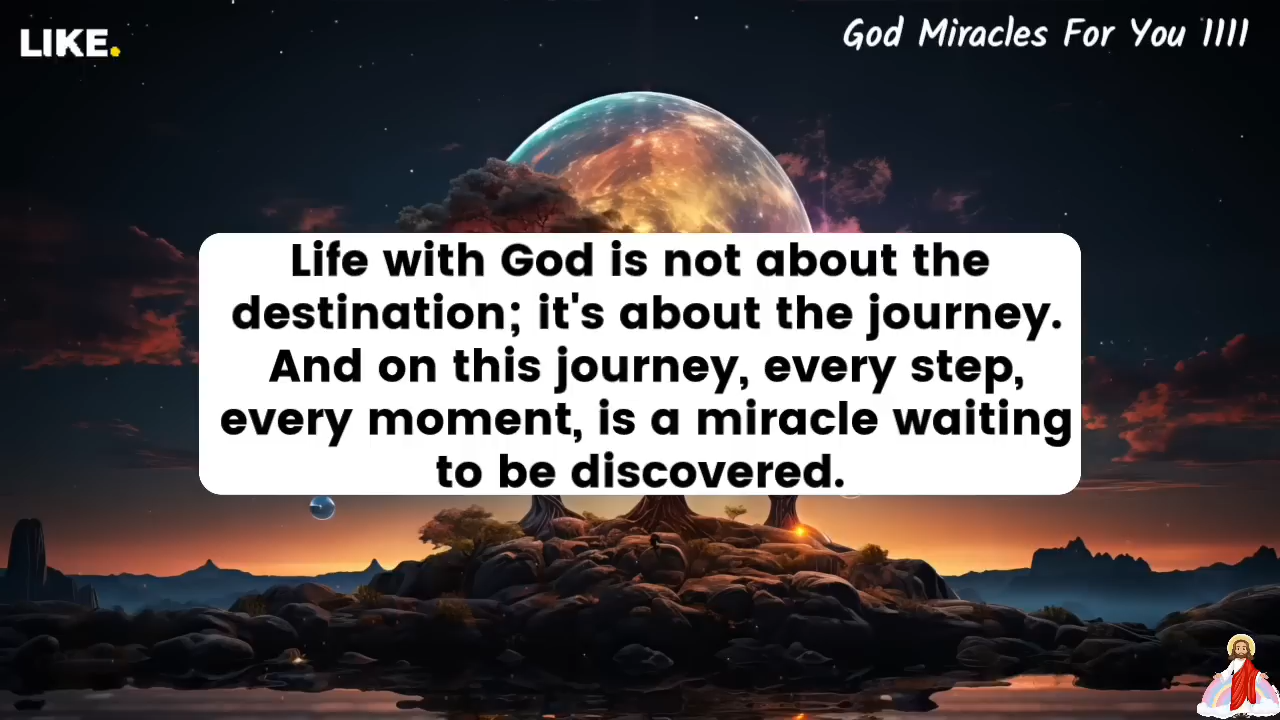 LIKE.
God Miracles For You 1111
Life with God is not about the
destination; it's about the journey.
And on this journey, every step,
every moment, is a miracle waiting
to be discovered.